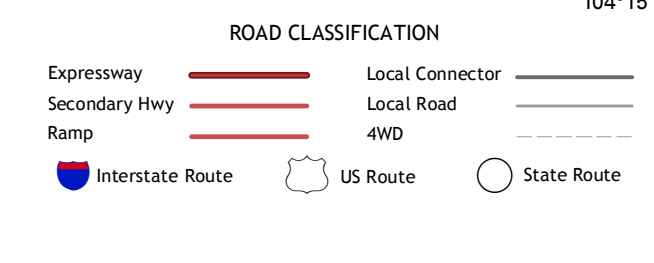 104°15'
ROAD CLASSIFICATION
Expressway
Local Connector
Secondary Hwy
Local Road
Ramp
4WD
Interstate Route
US Route
State Route